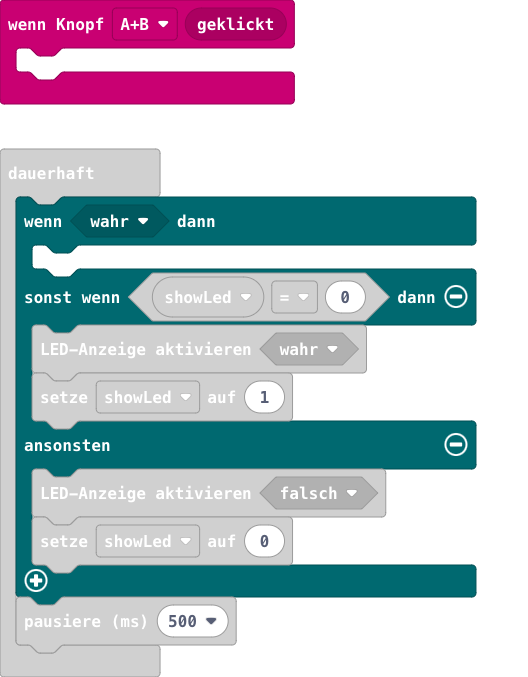 wenn Knopf A+B geklickt
dauerhaft
wenn wahr dann
sonst wenn showLed = 0 dann
LED-Anzeige aktivieren wahr
setze showLed auf 1
ansonsten
LED-Anzeige aktivieren falsch
setze showLed auf 0
pausiere (ms) 500